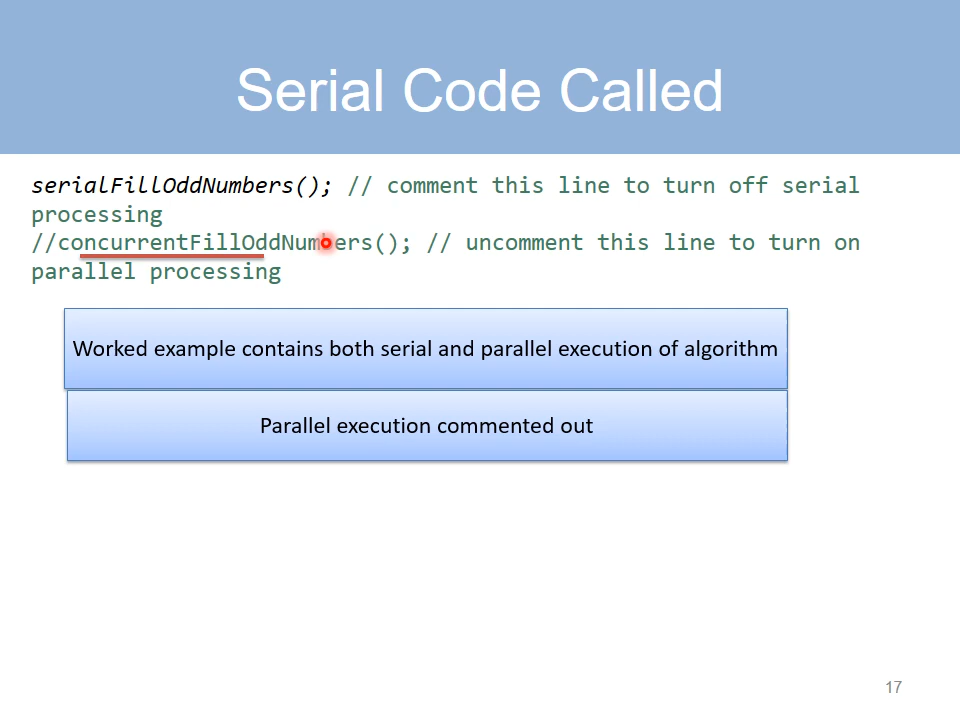 Serial Code Called
serialFillOddNumbers(); // comment this line to turn off serial
processing
//concurrentFillOddNumbers(); // uncomment this line to turn on
parallel processing
Worked example contains both serial and parallel execution of algorithm
Parallel execution commented out
17